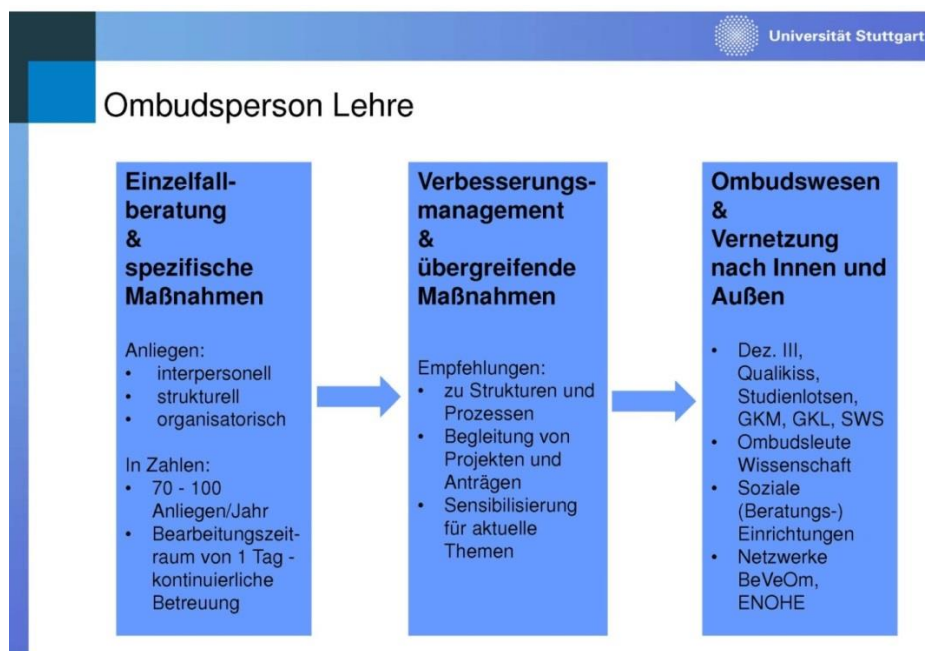 Universität Stuttgart
Ombudsperson Lehre
Einzelfall-
beratung
&
spezifische
Maßnahmen
Anliegen:
• interpersonell
• strukturell
• organisatorisch
In Zahlen:
• 70 - 100
Anliegen/Jahr
• Bearbeitungszeit-
raum von 1 Tag -
kontinuierliche
Betreuung
Verbesserungs-
management
&
übergreifende
Maßnahmen
Empfehlungen:
• zu Strukturen und
Prozessen
• Begleitung von
Projekten und
Anträgen
• Sensibilisierung
für aktuelle
Themen
Ombudswesen
&
Vernetzung
nach Innen und
Außen
• Dez. III,
Qualikiss,
Studienlotsen,
GKM, GKL, SWS
• Ombudsleute
Wissenschaft
• Soziale
(Beratungs-)
Einrichtungen
• Netzwerke
BeVeOm,
ENOHE